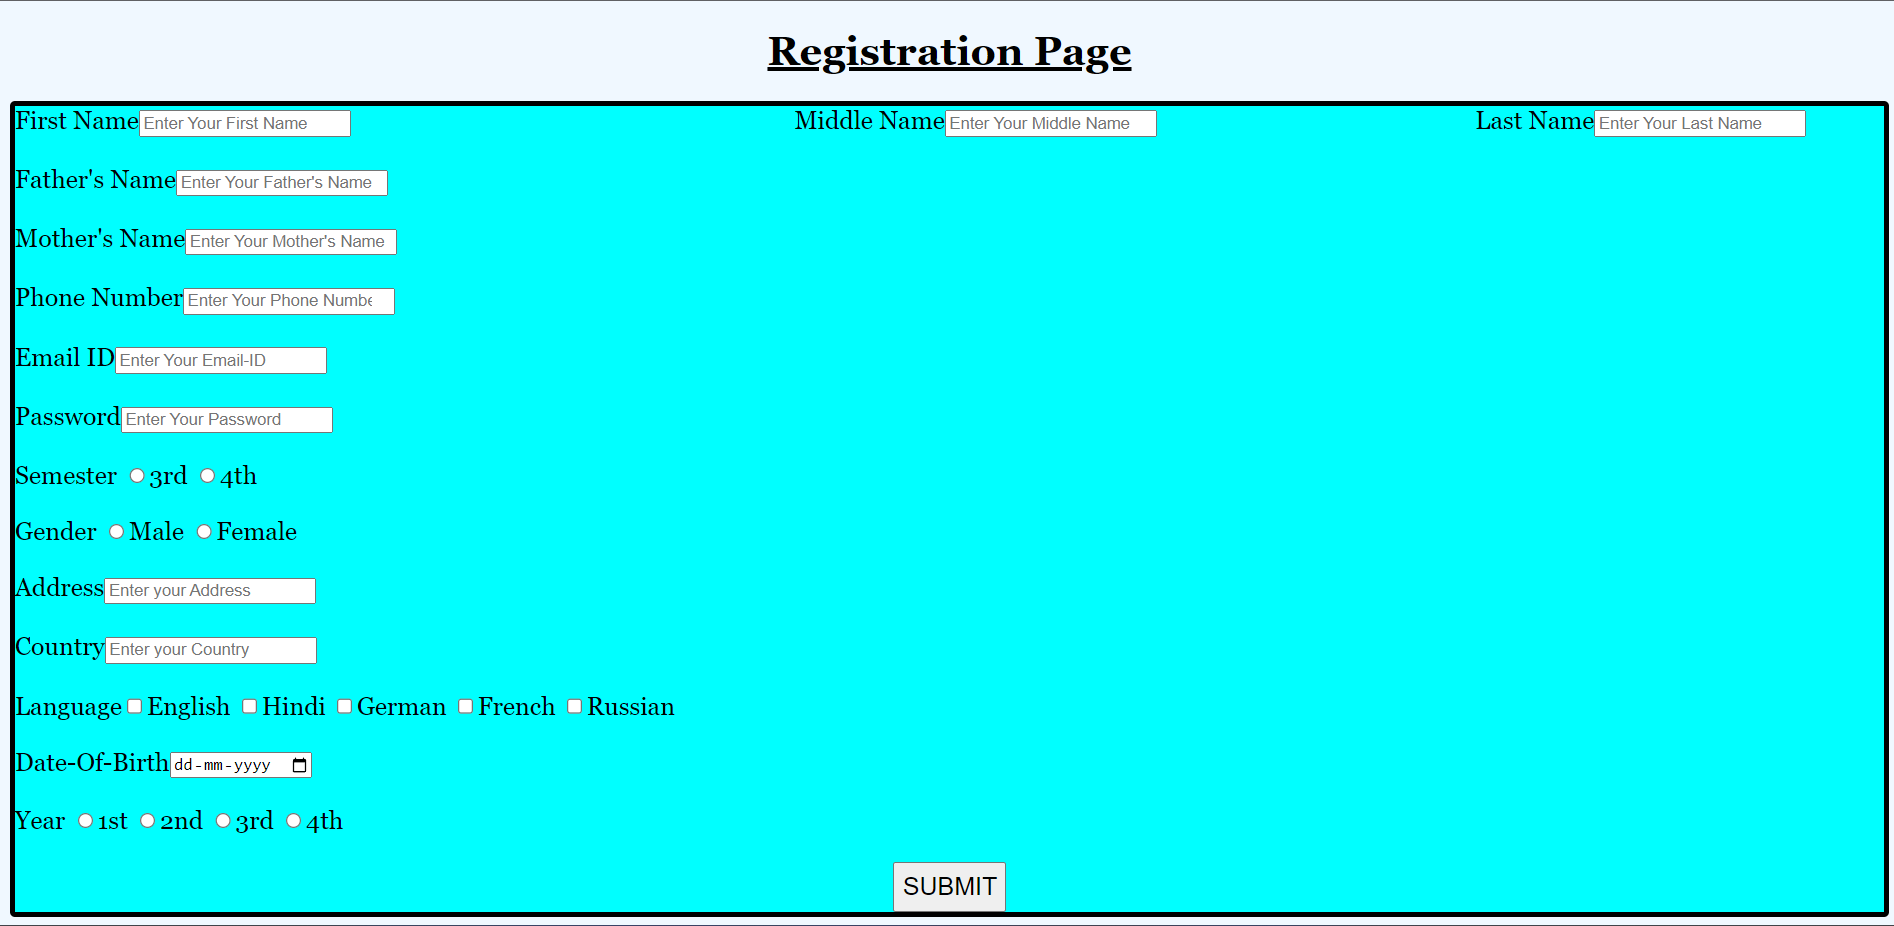 Registration Page
First Name Enter Your First Name Middle Name Enter Your Middle Name Last Name Enter Your Last Name
Father's Name Enter Your Father's Name
Mother's Name Enter Your Mother's Name
Phone Number Enter Your Phone Numbe
Email ID Enter Your Email-ID
Password Enter Your Password
Semester 3rd 4th
Gender Male Female
Address Enter your Address
Country Enter your Country
Language English Hindi German French Russian
Date-Of-Birth dd-mm-yyyy
Year 1st 2nd 3rd 4th
SUBMIT